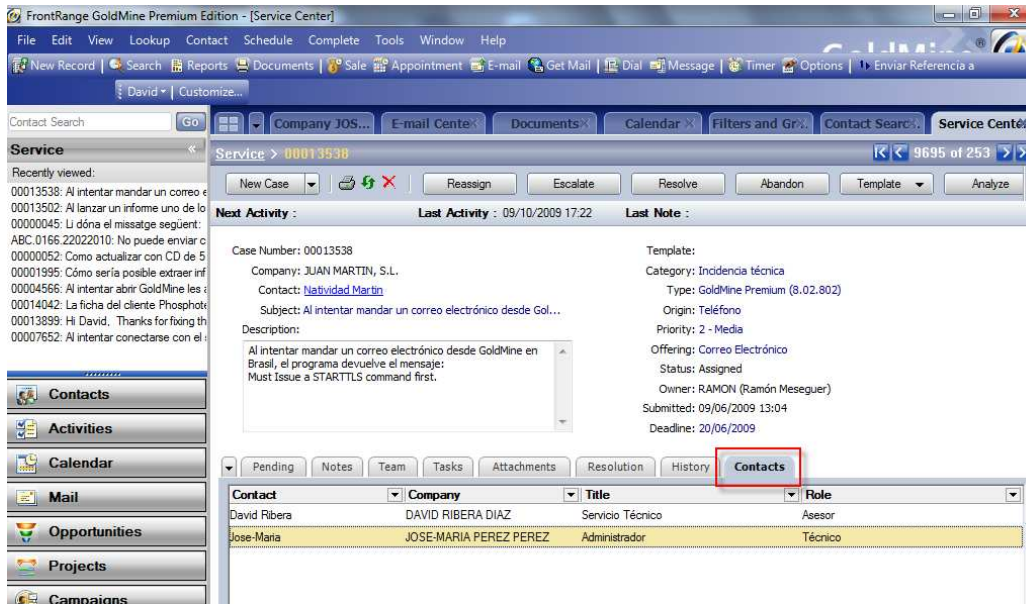 FrontRange GoldMine Premium Edition - [Service Center]
File Edit View Lookup Contact Schedule Complete Tools Window Help
New Record | Search Reports Documents | Sale Appointment E-mail Get Mail | Dial Message | Timer Options | Enviar Referencia a
David | Customize...
Contact Search Go
Company JOS... E-mail Cente Documents Calendar Filters and Gr. Contact Searc. Service Cente
Service
Service > 00013538 9695 of 253
Recently viewed:
00013538: Al intentar mandar un correo e
00013502: Al lanzar un informe uno de lo
00000045: Li dóna el missatge següent:
ABC.0166.22022010: No puede enviar c
00000052: Como actualizar con CD de 5
00001995: Cómo sería posible extraer inf
00004566: Al intentar abrir GoldMine les a
00014042: La ficha del cliente Phosphote
00013899: Hi David, Thanks for fixing th
00007652: Al intentar conectarse con el s
New Case Reassign Escalate Resolve Abandon Template Analyze
Next Activity : Last Activity : 09/10/2009 17:22 Last Note :
Case Number: 00013538
Company: JUAN MARTIN, S.L.
Contact: Natividad Martin
Subject: Al intentar mandar un correo electrónico desde Gol...
Description:
Al intentar mandar un correo electrónico desde GoldMine en
Brasil, el programa devuelve el mensaje:
Must Issue a STARTTLS command first.
Template:
Category: Incidencia técnica
Type: GoldMine Premium (8.02.802)
Origin: Teléfono
Priority: 2 - Media
Offering: Correo Electrónico
Status: Assigned
Owner: RAMON (Ramón Meseguer)
Submitted: 09/06/2009 13:04
Deadline: 20/06/2009
Contacts
Activities
Calendar
Mail
Opportunities
Projects
Campaigns
Pending Notes Team Tasks Attachments Resolution History Contacts
Contact Company Title Role
David Ribera DAVID RIBERA DIAZ Servicio Técnico Asesor
Jose-Maria JOSE-MARIA PEREZ PEREZ Administrador Técnico